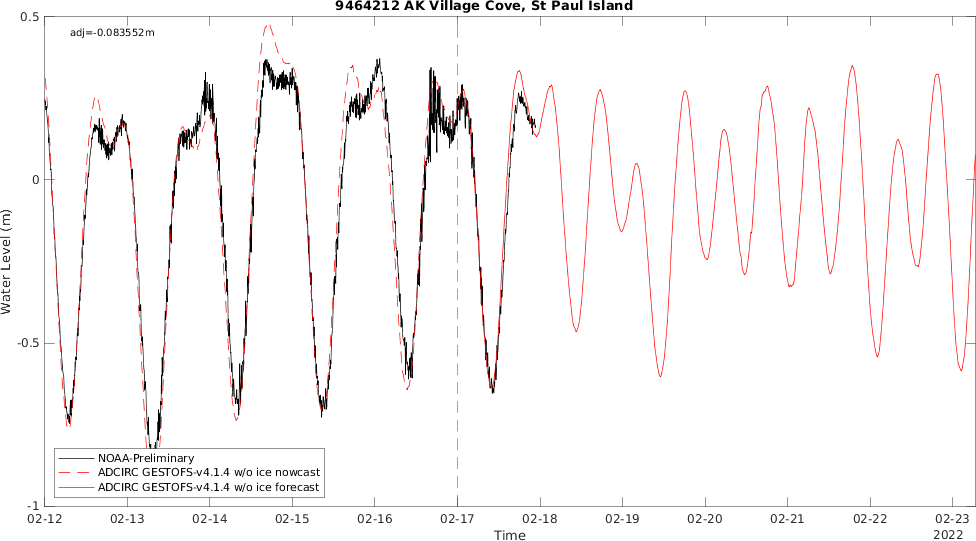 9464212 AK Village Cove, St Paul Island
adj=-0.083552m
0.5
0
-0.5
-1
Water Level (m)
NOAA-Preliminary
ADCIRC GESTOFS-v4.1.4 w/o ice nowcast
ADCIRC GESTOFS-v4.1.4 w/o ice forecast
02-12 02-13 02-14 02-15 02-16 02-17 02-18 02-19 02-20 02-21 02-22 02-23
Time
2022